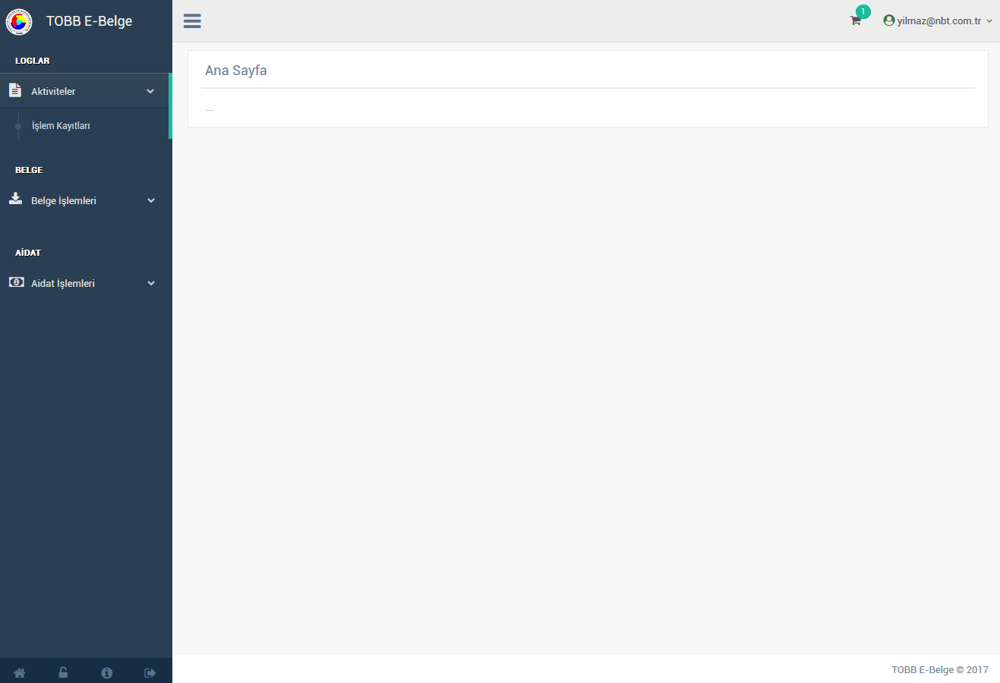 TOBB E-Belge
1
yilmaz@nbt.com.tr
LOGLAR
Aktiviteler
İşlem Kayıtları
BELGE
Belge İşlemleri
AİDAT
Aidat İşlemleri
Ana Sayfa
...
TOBB E-Belge © 2017